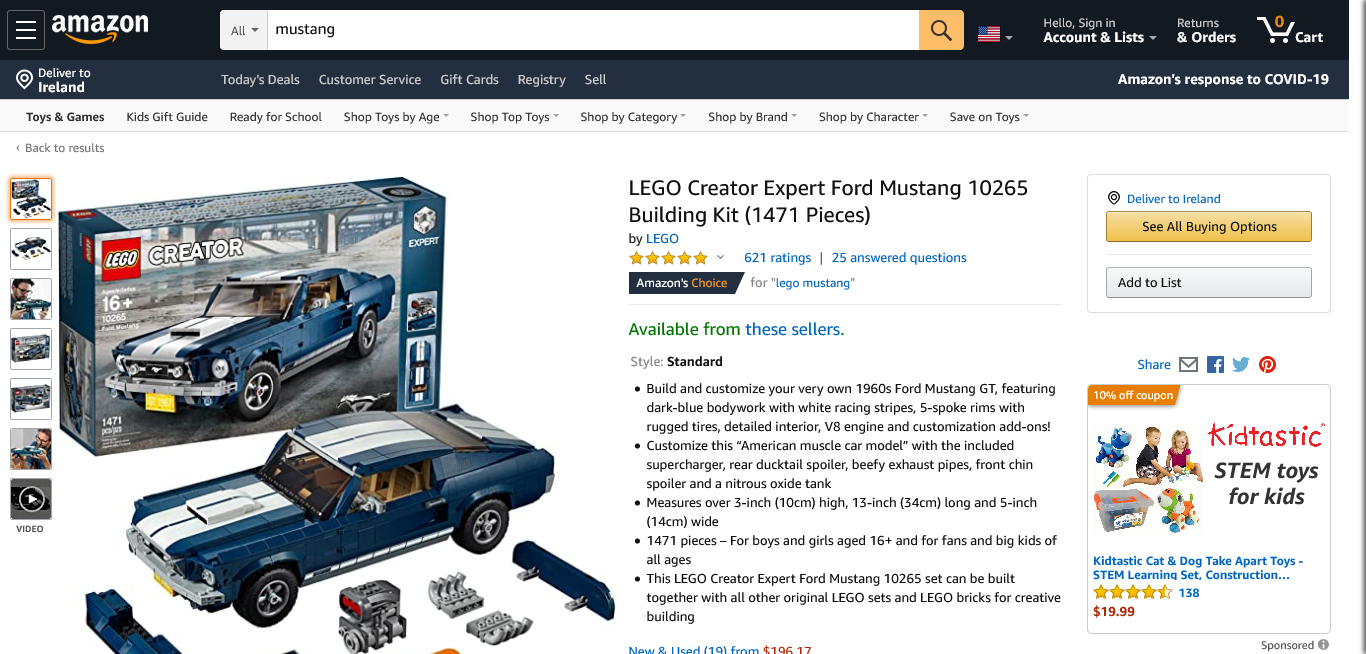 amazon
All
mustang
Hello, Sign in
Account & Lists
Returns
& Orders
0
Cart
Deliver to
Ireland
Today's Deals
Customer Service
Gift Cards
Registry
Sell
Amazon's response to COVID-19
Toys & Games
Kids Gift Guide
Ready for School
Shop Toys by Age
Shop Top Toys
Shop by Category
Shop by Brand
Shop by Character
Save on Toys
‹ Back to results
LEGO
CREATOR
EXPERT
16+
10265
Ford Mustang
1471
pcs/pzs
VIDEO
LEGO Creator Expert Ford Mustang 10265
Building Kit (1471 Pieces)
by LEGO
621 ratings | 25 answered questions
Amazon's Choice for "lego mustang"
Available from these sellers.
Style: Standard
• Build and customize your very own 1960s Ford Mustang GT, featuring
dark-blue bodywork with white racing stripes, 5-spoke rims with
rugged tires, detailed interior, V8 engine and customization add-ons!
• Customize this “American muscle car model” with the included
supercharger, rear ducktail spoiler, beefy exhaust pipes, front chin
spoiler and a nitrous oxide tank
• Measures over 3-inch (10cm) high, 13-inch (34cm) long and 5-inch
(14cm) wide
• 1471 pieces – For boys and girls aged 16+ and for fans and big kids of
all ages
• This LEGO Creator Expert Ford Mustang 10265 set can be built
together with all other original LEGO sets and LEGO bricks for creative
building
New & Used (19) from $196.17
Deliver to Ireland
See All Buying Options
Add to List
Share
10% off coupon
Kidtastic
STEM toys
for kids
Kidtastic Cat & Dog Take Apart Toys -
STEM Learning Set, Construction...
138
$19.99
Sponsored